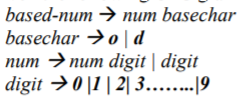 based-num → num basechar
basechar → o | d
num → num digit | digit
digit → 0 |1 | 2| 3……..|9